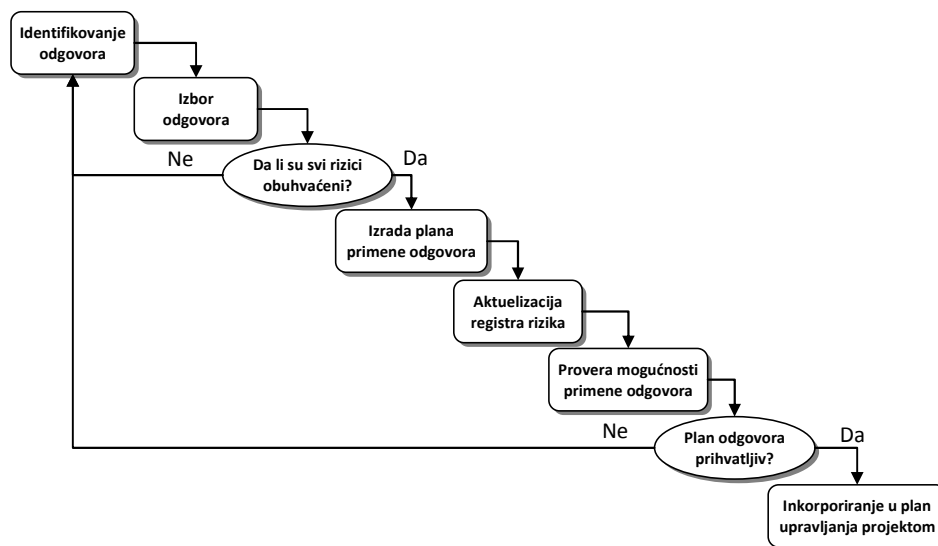 Identifikovanje
odgovora
Izbor
odgovora
Ne
Da li su svi rizici
obuhvaćeni?
Da
Izrada plana
primene odgovora
Aktuelizacija
registra rizika
Provera mogućnosti
primene odgovora
Ne
Plan odgovora
prihvatljiv?
Da
Inkorporiranje u plan
upravljanja projektom